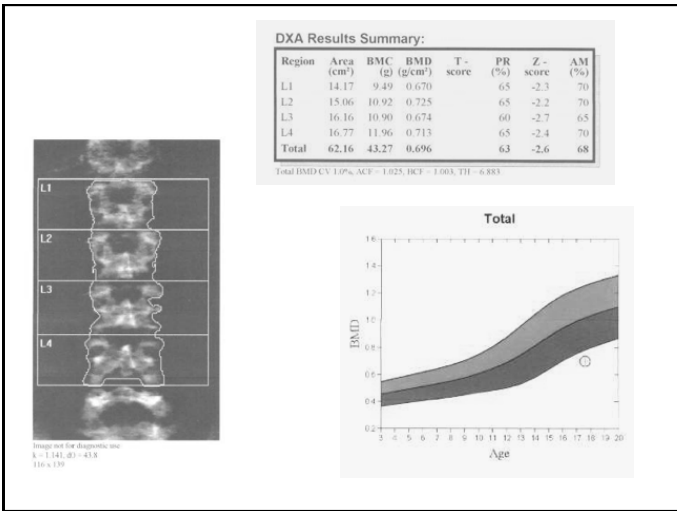 DXA Results Summary:
Region Area BMC BMD T - PR Z - AM
(cm²) (g) (g/cm²) score (%) score (%)
L1 14.17 9.49 0.670 65 -2.3 70
L2 15.06 10.92 0.725 65 -2.2 70
L3 16.16 10.90 0.674 60 -2.7 65
L4 16.77 11.96 0.713 65 -2.4 70
Total 62.16 43.27 0.696 63 -2.6 68
Total BMD CV 1.0%, ACF = 1.025, BCF = 1.003, TH = 6.883
L1
L2
L3
L4
Image not for diagnostic use
k = 1.141, d0 = 43.8
116 x 139
Total
1.6
1.2
1.0
0.8
0.6
0.4
0.2
BMD
3 4 5 6 7 8 9 10 11 12 13 14 15 16 17 18 19 20
Age